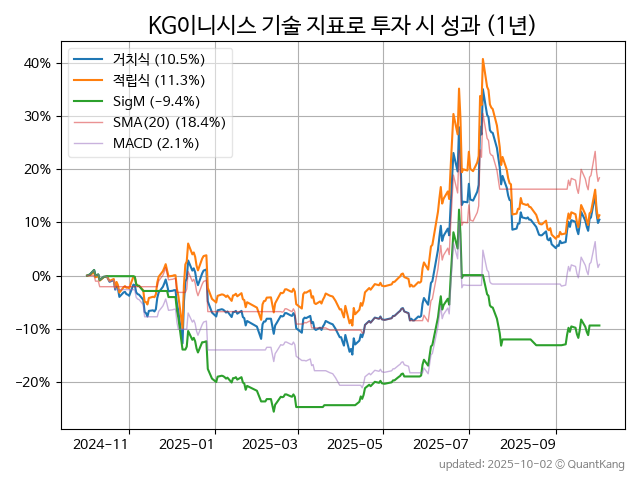 KG이니시스 기술 지표로 투자 시 성과 (1년)
거치식 (10.5%)
적립식 (11.3%)
SigM (-9.4%)
SMA(20) (18.4%)
MACD (2.1%)
40%
30%
20%
10%
0%
−10%
−20%
2024-11 2025-01 2025-03 2025-05 2025-07 2025-09
updated: 2025-10-02 © QuantKang